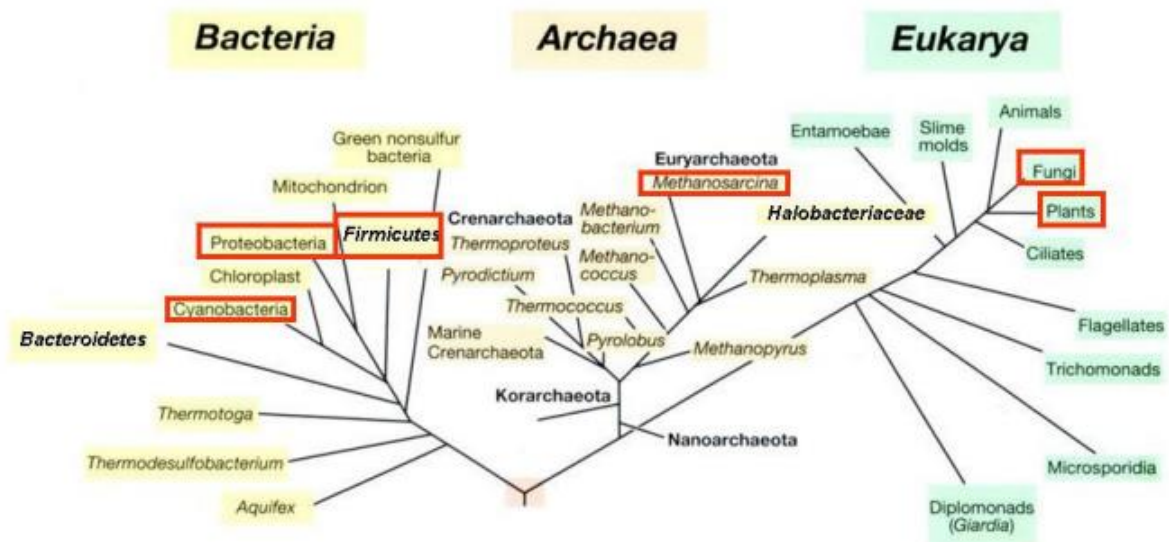 Bacteria
Archaea
Eukarya
Green nonsulfur
bacteria
Mitochondrion
Proteobacteria
Firmicutes
Chloroplast
Cyanobacteria
Bacteroidetes
Thermotoga
Thermodesulfobacterium
Aquifex
Euryarchaeota
Methanosarcina
Crenarchaeota
Methano-
bacterium
Halobacteriaceae
Thermoproteus
Methano-
coccus
Pyrodictium
Thermoplasma
Thermococcus
Marine
Crenarchaeota
Pyrolobus
Methanopyrus
Korarchaeota
Nanoarchaeota
Entamoebae
Slime
molds
Animals
Fungi
Plants
Ciliates
Flagellates
Trichomonads
Microsporidia
Diplomonads
(Giardia)